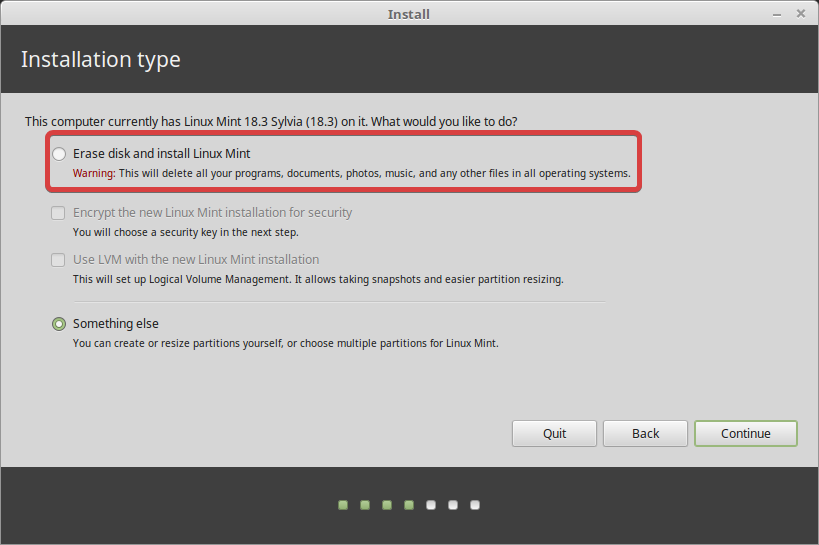 Install
Installation type
This computer currently has Linux Mint 18.3 Sylvia (18.3) on it. What would you like to do?
Erase disk and install Linux Mint
Warning: This will delete all your programs, documents, photos, music, and any other files in all operating systems.
Encrypt the new Linux Mint installation for security
You will choose a security key in the next step.
Use LVM with the new Linux Mint installation
This will set up Logical Volume Management. It allows taking snapshots and easier partition resizing.
Something else
You can create or resize partitions yourself, or choose multiple partitions for Linux Mint.
Quit Back Continue